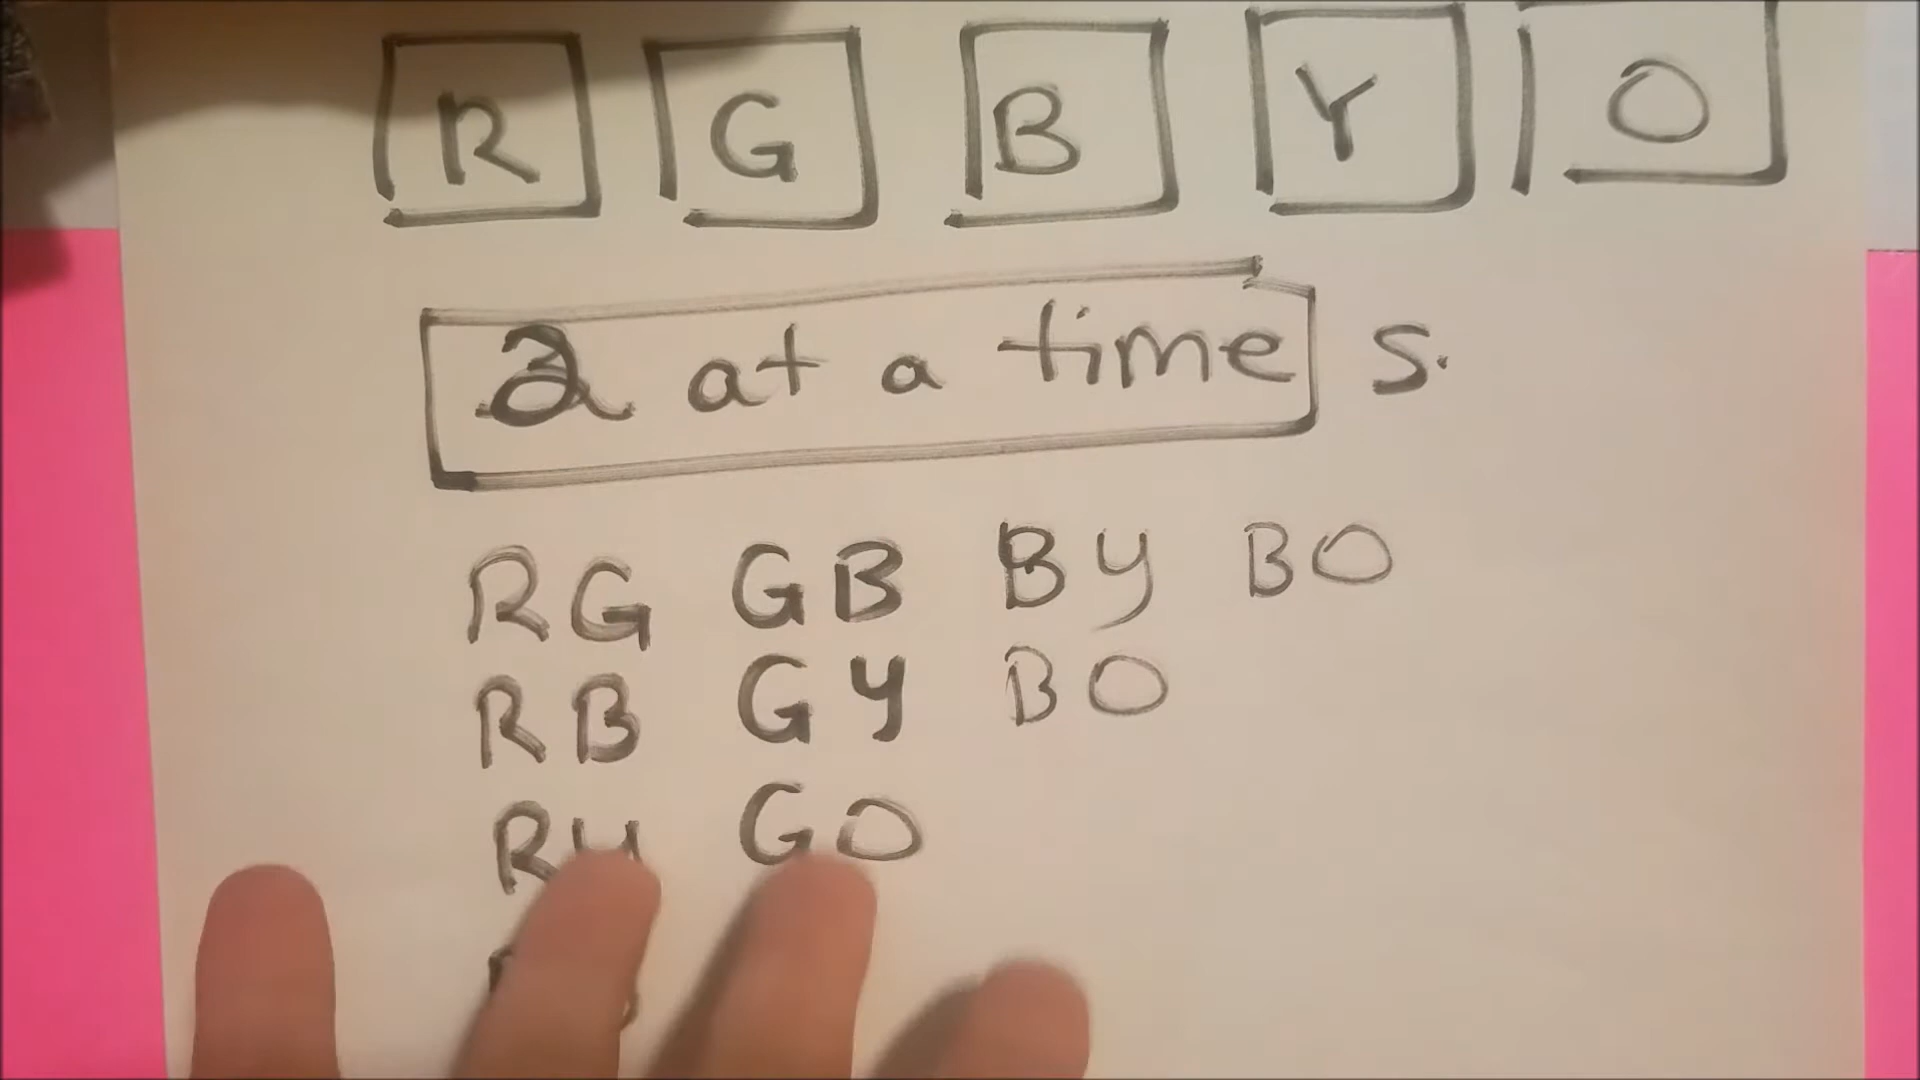 R G B Y O
2 at a time s.
RG GB BY BO
RB GY BO
RY GO